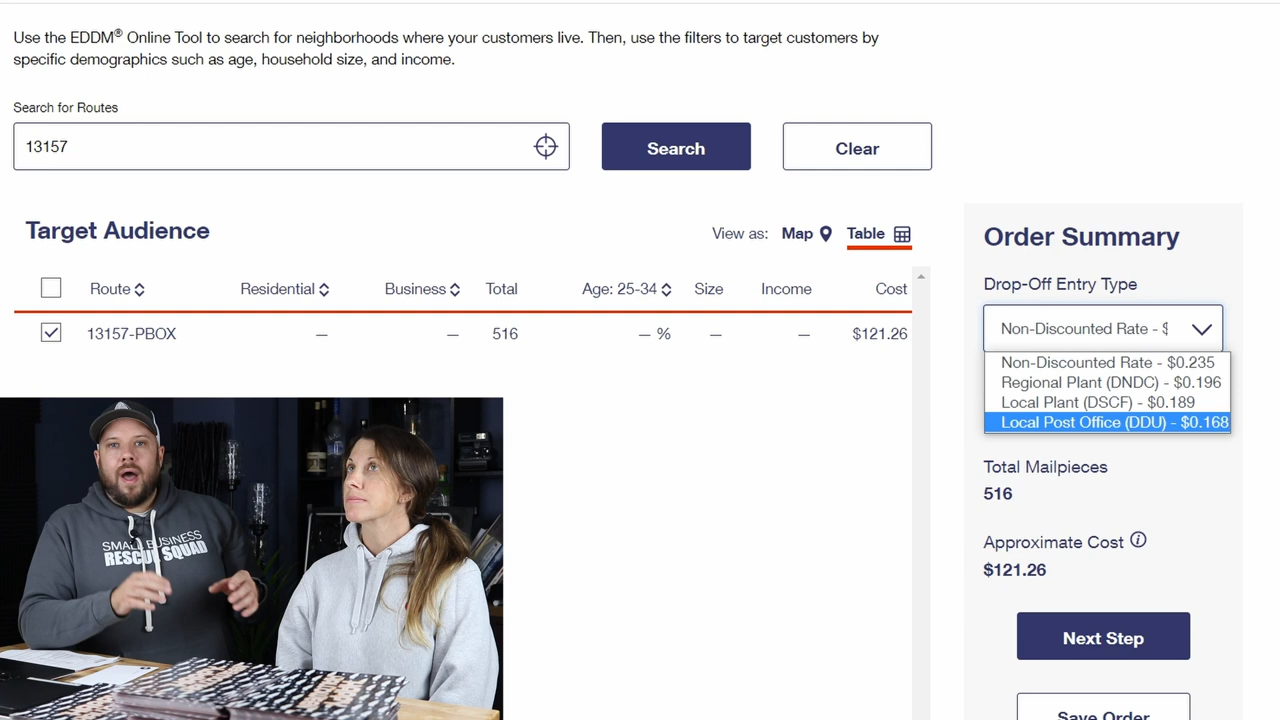 Use the EDDM® Online Tool to search for neighborhoods where your customers live. Then, use the filters to target customers by
specific demographics such as age, household size, and income.
Search for Routes
13157
Search
Clear
Target Audience
View as: Map Table
Route Residential Business Total Age: 25-34 Size Income Cost
13157-PBOX — — 516 — % — — $121.26
Order Summary
Drop-Off Entry Type
Non-Discounted Rate - $
Non-Discounted Rate - $0.235
Regional Plant (DNDC) - $0.196
Local Plant (DSCF) - $0.189
Local Post Office (DDU) - $0.168
Total Mailpieces
516
Approximate Cost
$121.26
Next Step
Save Order
SMALL BUSINESS
RESCUE SQUAD